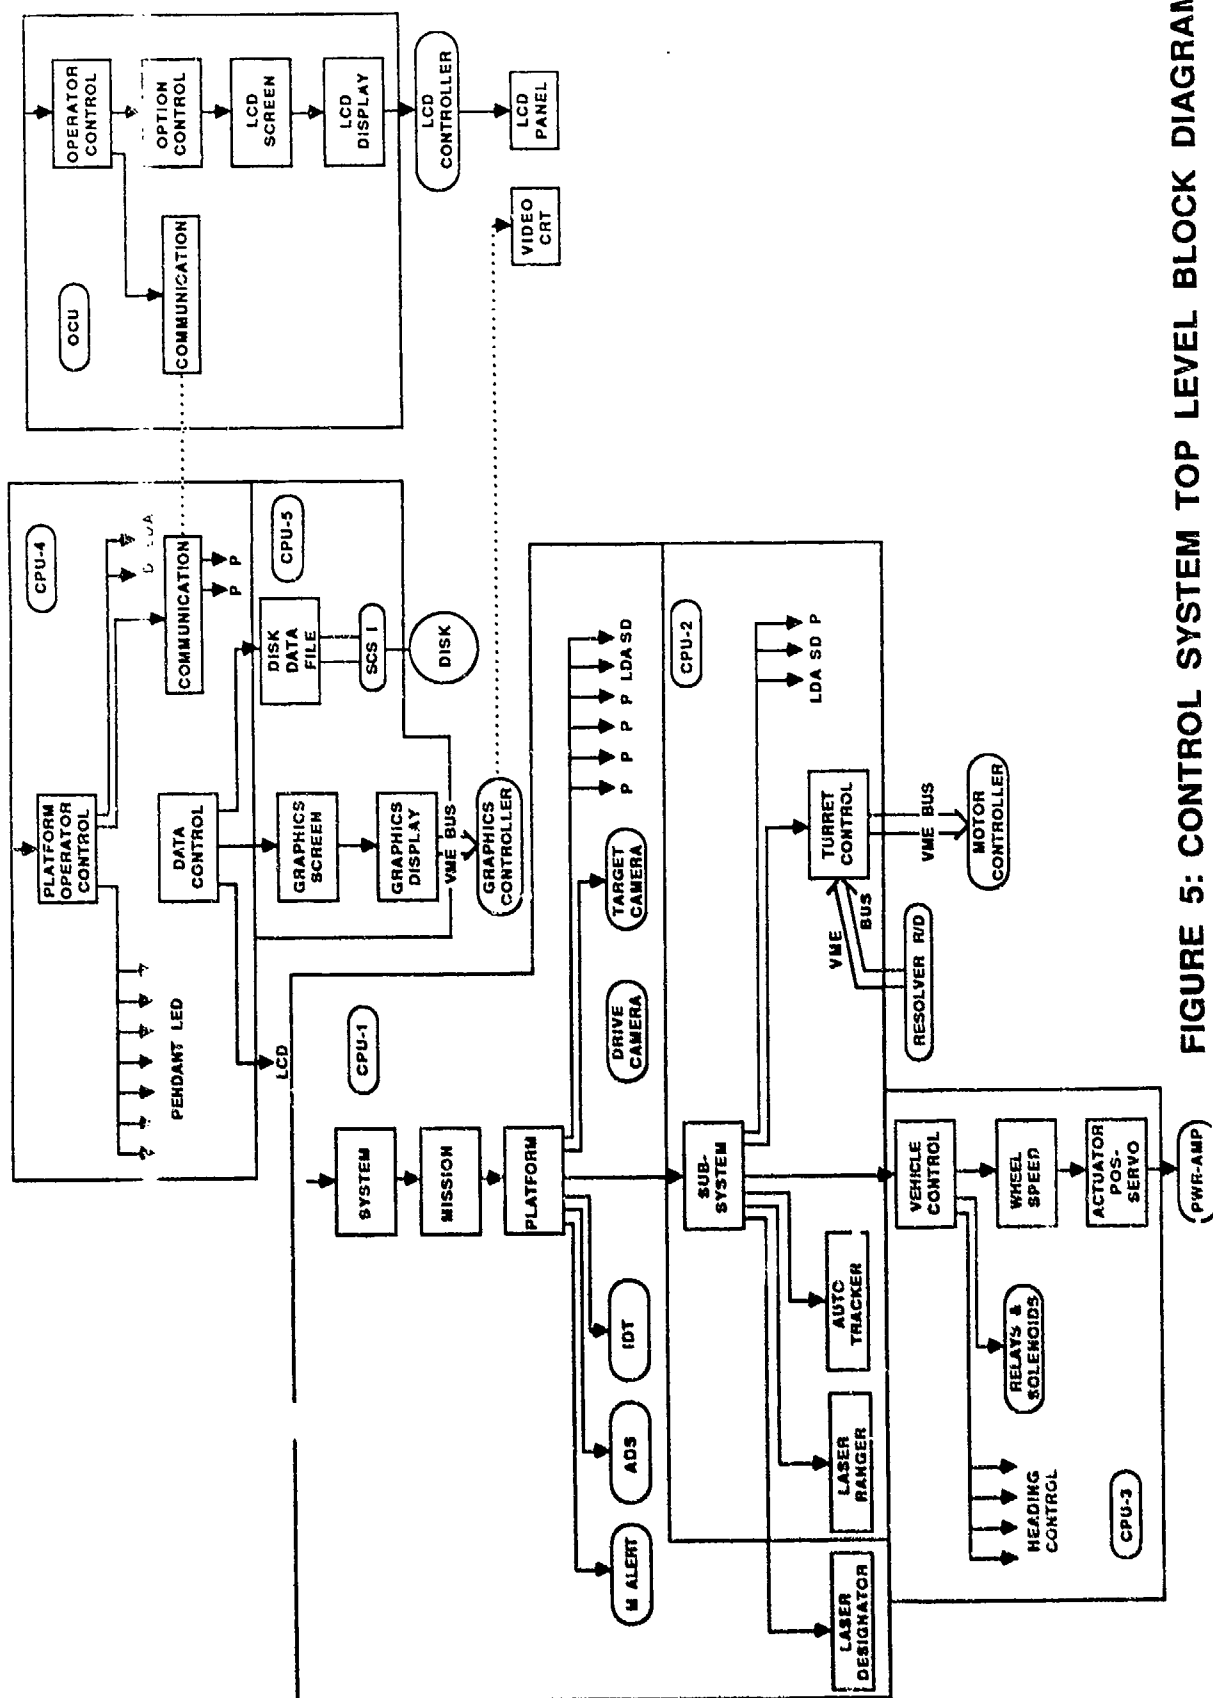 OPERATOR
CONTROL
OPTION
CONTROL
LCD
SCREEN
LCD
DISPLAY
LCD
CONTROLLER
LCD
PANEL
OCU
COMMUNICATION
VIDEO
CRT
CPU-4
PLATFORM
OPERATOR
CONTROL
COMMUNICATION
P P
PENDANT LED
DATA
CONTROL
LCD
CPU-5
DISK
DATA
FILE
SCS I
DISK
GRAPHICS
SCREEN
GRAPHICS
DISPLAY
VME BUS
GRAPHICS
CONTROLLER
CPU-1
SYSTEM
MISSION
PLATFORM
P P P P LDA SD
TARGET
CAMERA
DRIVE
CAMERA
IDT
ADS
M ALERT
CPU-2
SUB-
SYSTEM
LDA SD P
TURRET
CONTROL
VME BUS
VME BUS
MOTOR
CONTROLLER
RESOLVER R/D
AUTO
TRACKER
LASER
RANGER
LASER
DESIGNATOR
VEHICLE
CONTROL
WHEEL
SPEED
ACTUATOR
POS-
SERVO
PWR-AMP
RELAYS &
SOLENOIDS
HEADING
CONTROL
CPU-3
FIGURE 5: CONTROL SYSTEM TOP LEVEL BLOCK DIAGRAM